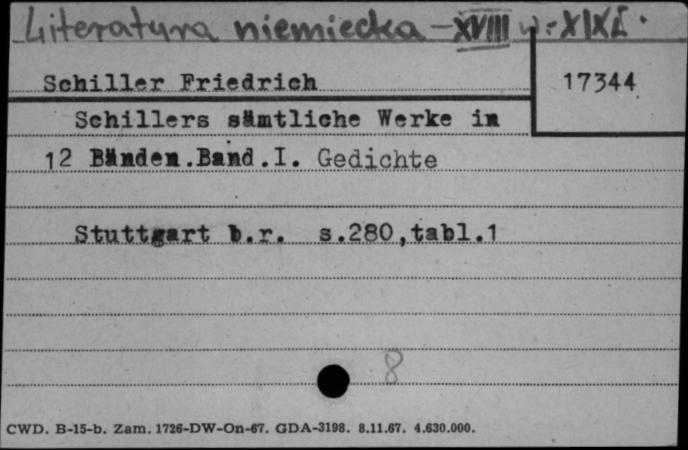 Literatura niemiecka - XVIII w. - XIX
Schiller Friedrich
17344
Schillers sämtliche Werke in
12 Bänden.Band.I. Gedichte
Stuttgart b.r. s.280,tabl.1
8
CWD. B-15-b. Zam. 1726-DW-On-67. GDA-3198. 8.11.67. 4.630.000.